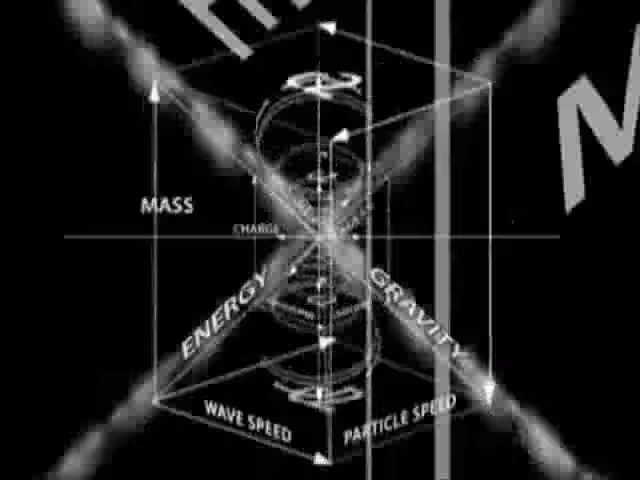 MASS
CHARGE
ENERGY
GRAVITY
WAVE SPEED
PARTICLE SPEED